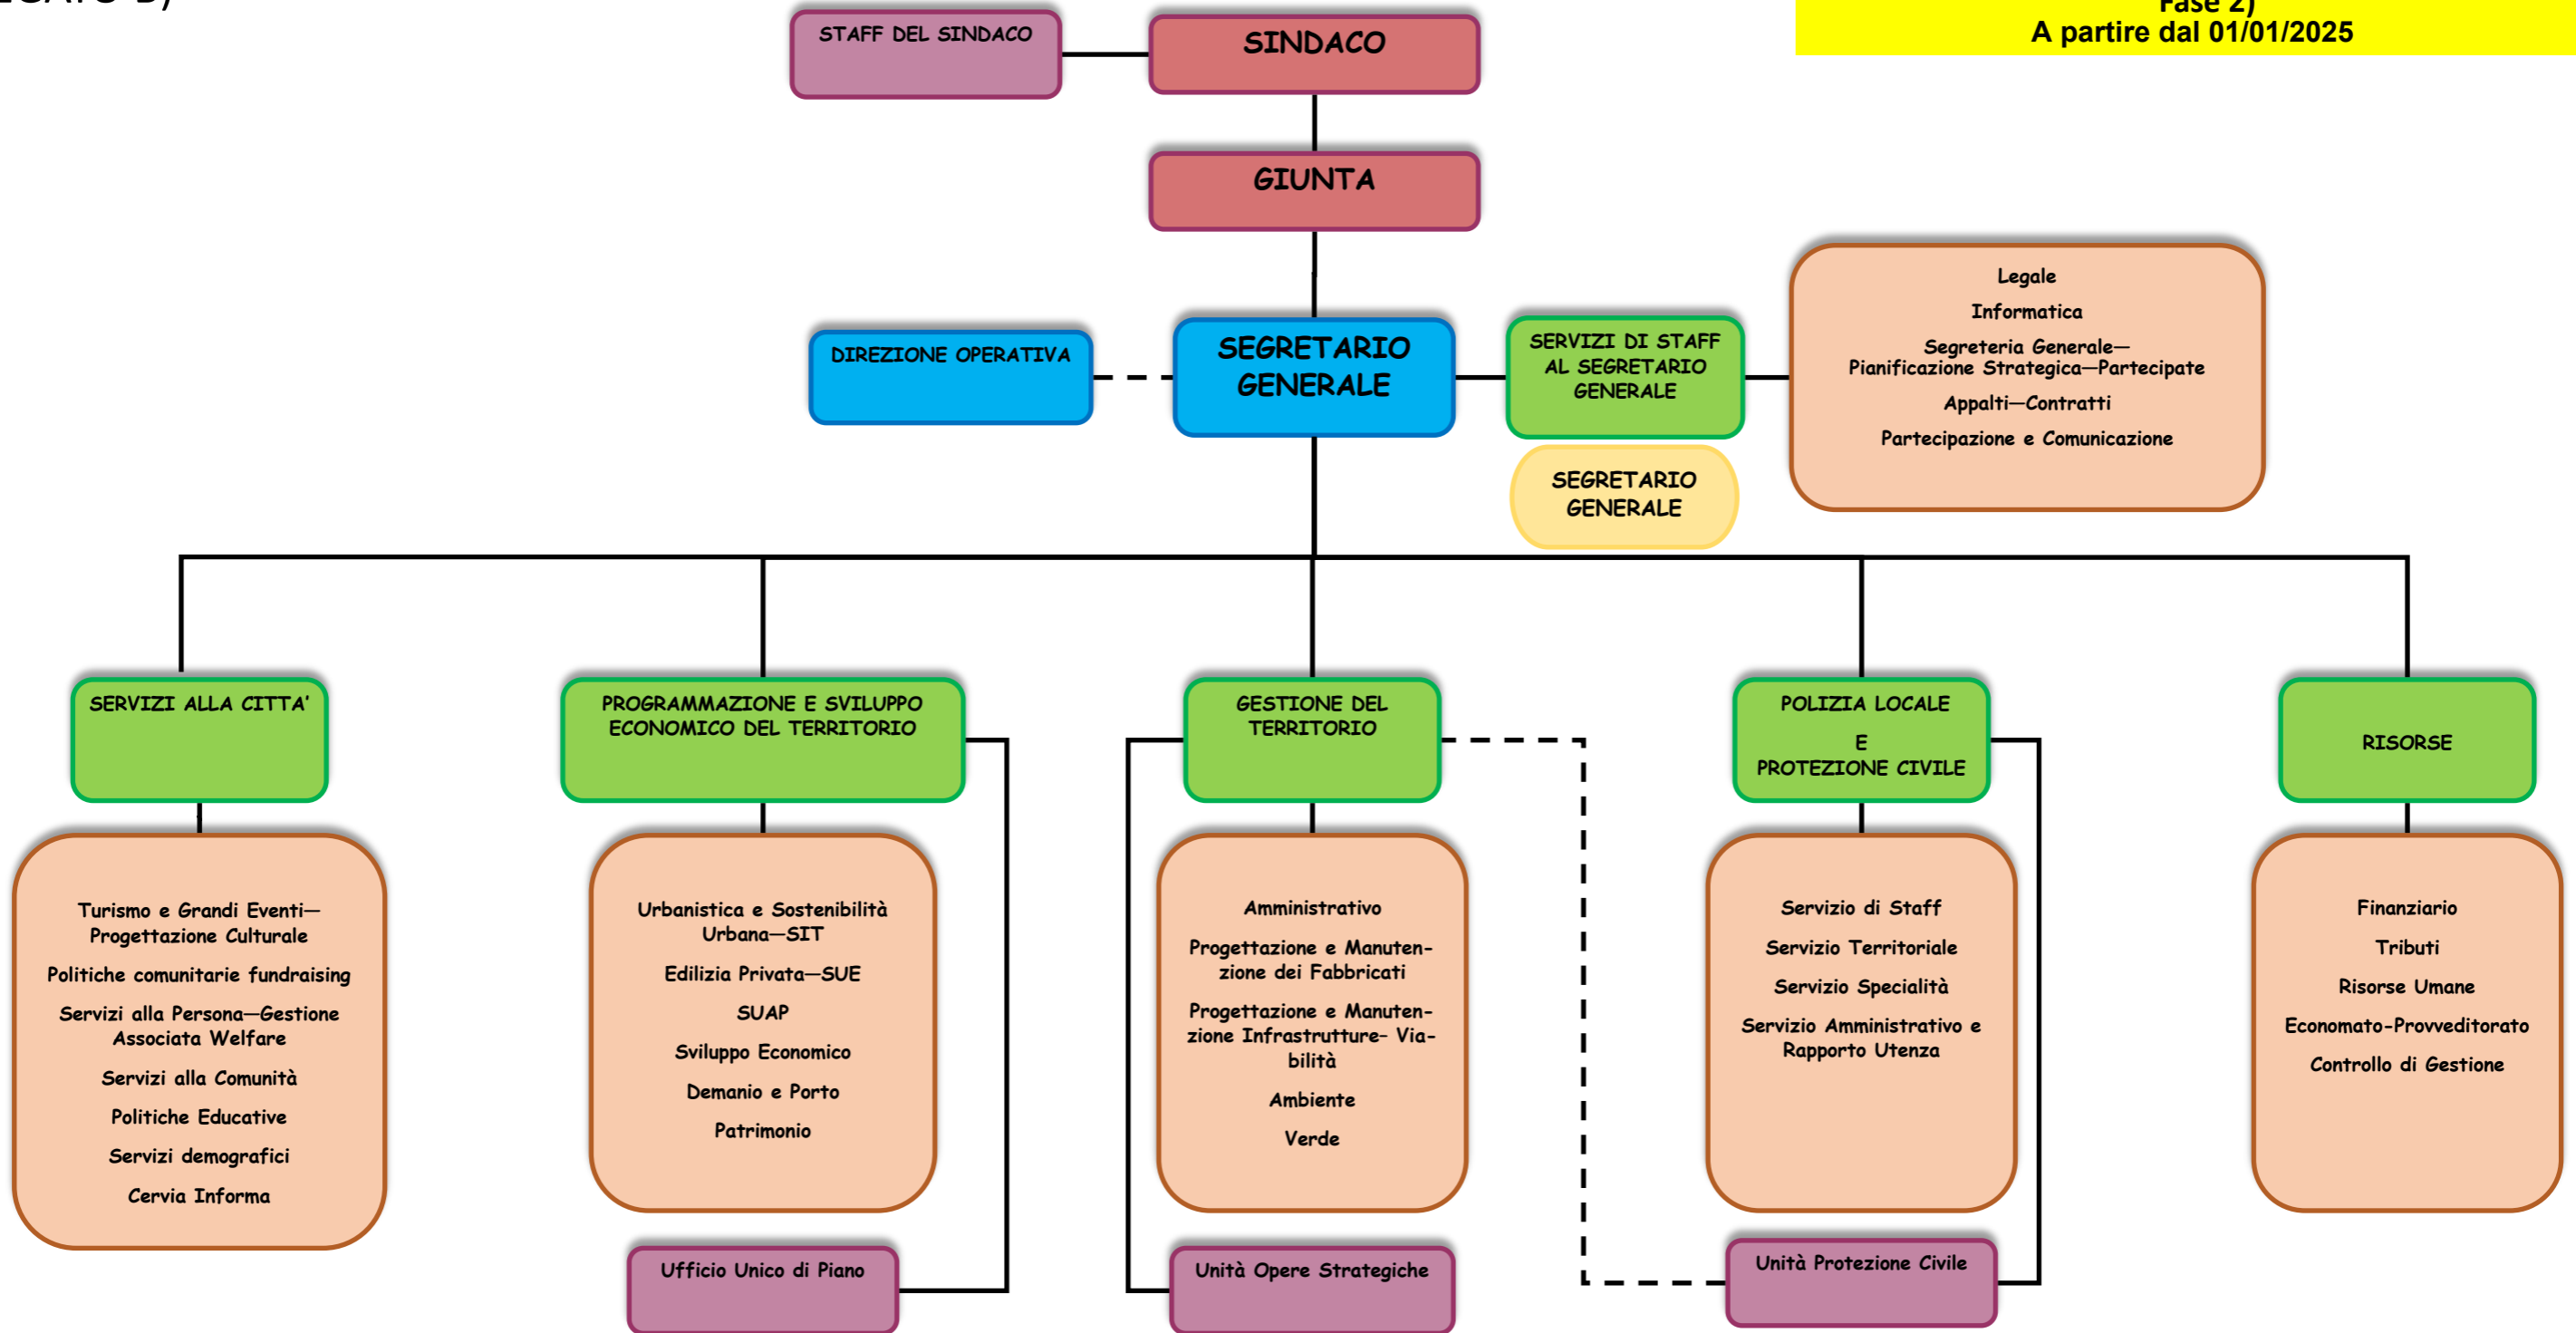 Fase 2)
A partire dal 01/01/2025
STAFF DEL SINDACO
SINDACO
GIUNTA
DIREZIONE OPERATIVA
SEGRETARIO
GENERALE
SERVIZI DI STAFF
AL SEGRETARIO
GENERALE
SEGRETARIO
GENERALE
Legale
Informatica
Segreteria Generale—
Pianificazione Strategica—Partecipate
Appalti—Contratti
Partecipazione e Comunicazione
SERVIZI ALLA CITTA'
Turismo e Grandi Eventi—
Progettazione Culturale
Politiche comunitarie fundraising
Servizi alla Persona—Gestione
Associata Welfare
Servizi alla Comunità
Politiche Educative
Servizi demografici
Cervia Informa
PROGRAMMAZIONE E SVILUPPO
ECONOMICO DEL TERRITORIO
Urbanistica e Sostenibilità
Urbana—SIT
Edilizia Privata—SUE
SUAP
Sviluppo Economico
Demanio e Porto
Patrimonio
Ufficio Unico di Piano
GESTIONE DEL
TERRITORIO
Amministrativo
Progettazione e Manuten-
zione dei Fabbricati
Progettazione e Manuten-
zione Infrastrutture– Via-
bilità
Ambiente
Verde
Unità Opere Strategiche
POLIZIA LOCALE
E
PROTEZIONE CIVILE
Servizio di Staff
Servizio Territoriale
Servizio Specialità
Servizio Amministrativo e
Rapporto Utenza
Unità Protezione Civile
RISORSE
Finanziario
Tributi
Risorse Umane
Economato-Provveditorato
Controllo di Gestione